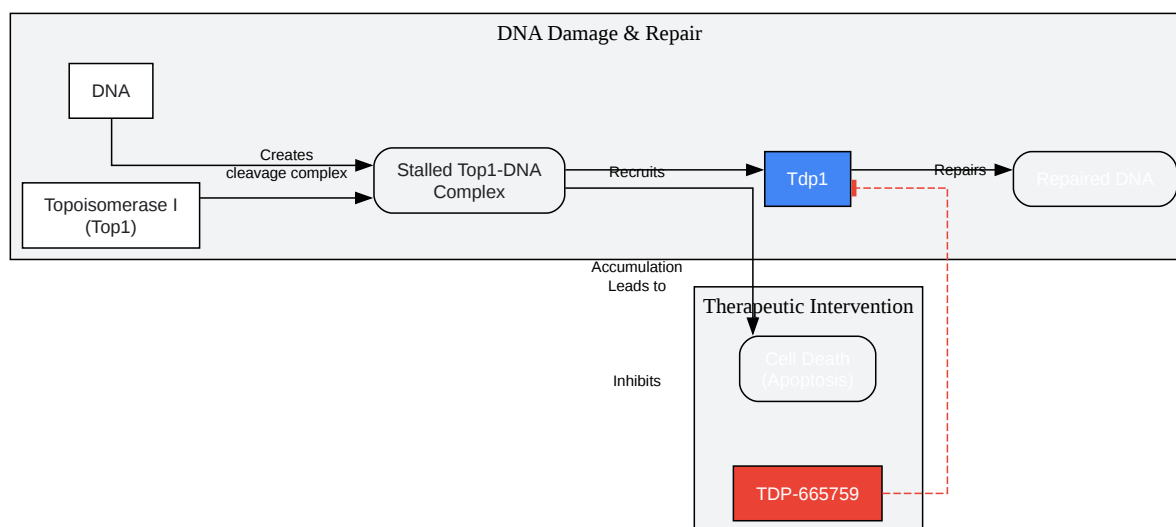 DNA Damage & Repair
DNA
Creates
cleavage complex
Topoisomerase I
(Top1)
Stalled Top1-DNA
Complex
Recruits
Tdp1
Repairs
Repaired DNA
Accumulation
Leads to
Therapeutic Intervention
Cell Death
(Apoptosis)
Inhibits
TDP-665759